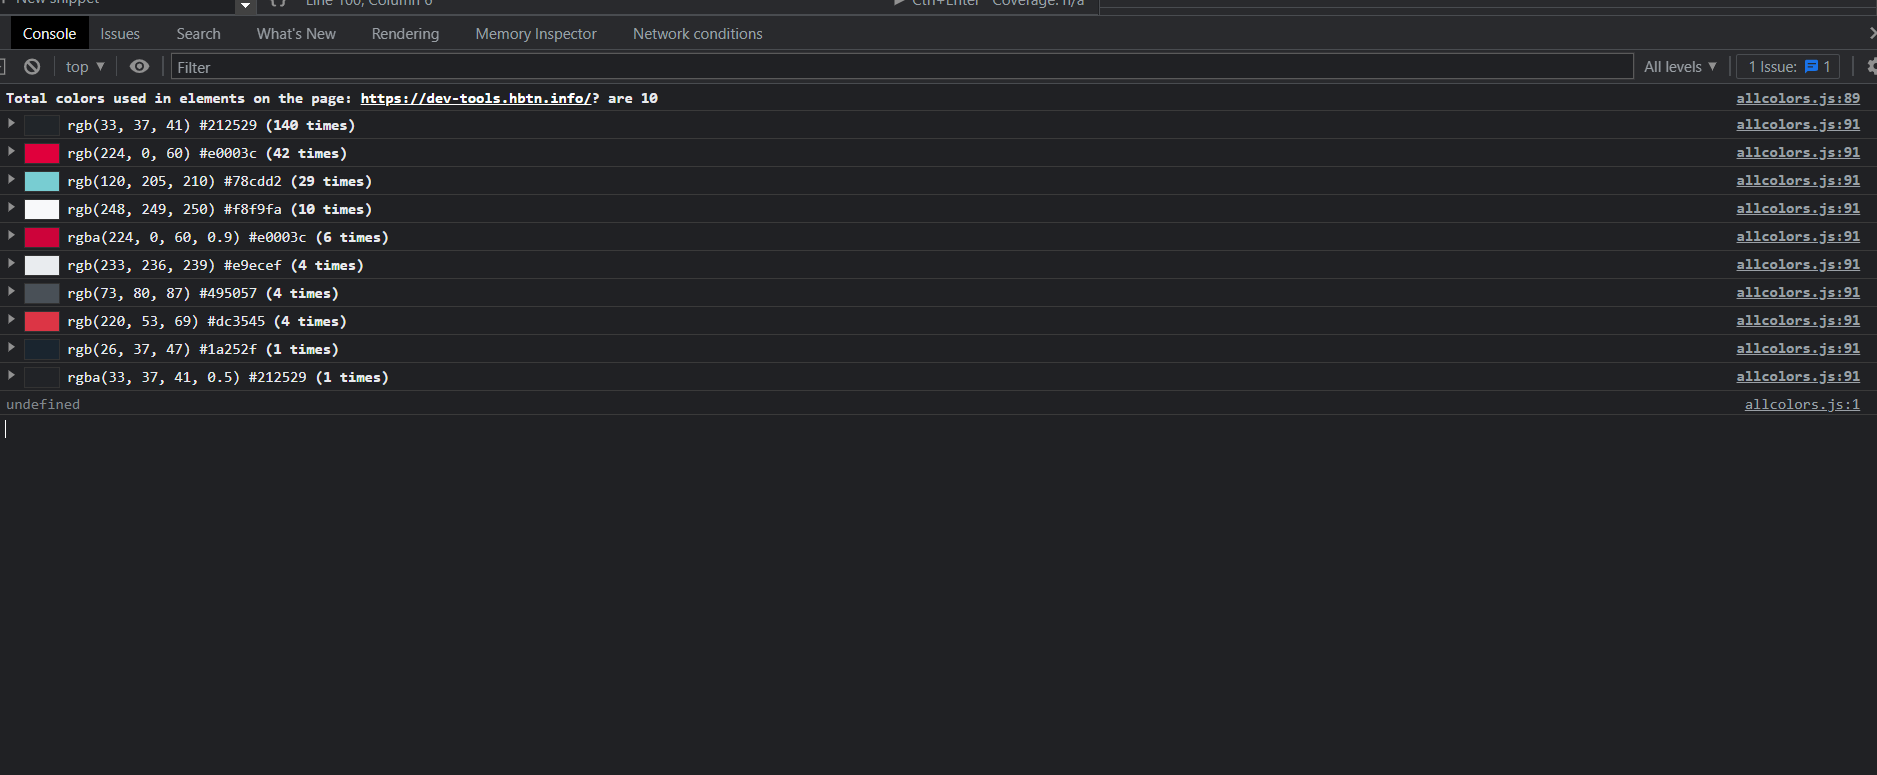 New snippet
{} Line 100, Column 6
Ctrl+Enter Coverage: n/a
Console Issues Search What's New Rendering Memory Inspector Network conditions
top ▼ Filter All levels ▼ 1 Issue: 1
Total colors used in elements on the page: https://dev-tools.hbtn.info/? are 10 allcolors.js:89
rgb(33, 37, 41) #212529 (140 times) allcolors.js:91
rgb(224, 0, 60) #e0003c (42 times) allcolors.js:91
rgb(120, 205, 210) #78cdd2 (29 times) allcolors.js:91
rgb(248, 249, 250) #f8f9fa (10 times) allcolors.js:91
rgba(224, 0, 60, 0.9) #e0003c (6 times) allcolors.js:91
rgb(233, 236, 239) #e9ecef (4 times) allcolors.js:91
rgb(73, 80, 87) #495057 (4 times) allcolors.js:91
rgb(220, 53, 69) #dc3545 (4 times) allcolors.js:91
rgb(26, 37, 47) #1a252f (1 times) allcolors.js:91
rgba(33, 37, 41, 0.5) #212529 (1 times) allcolors.js:91
undefined allcolors.js:1